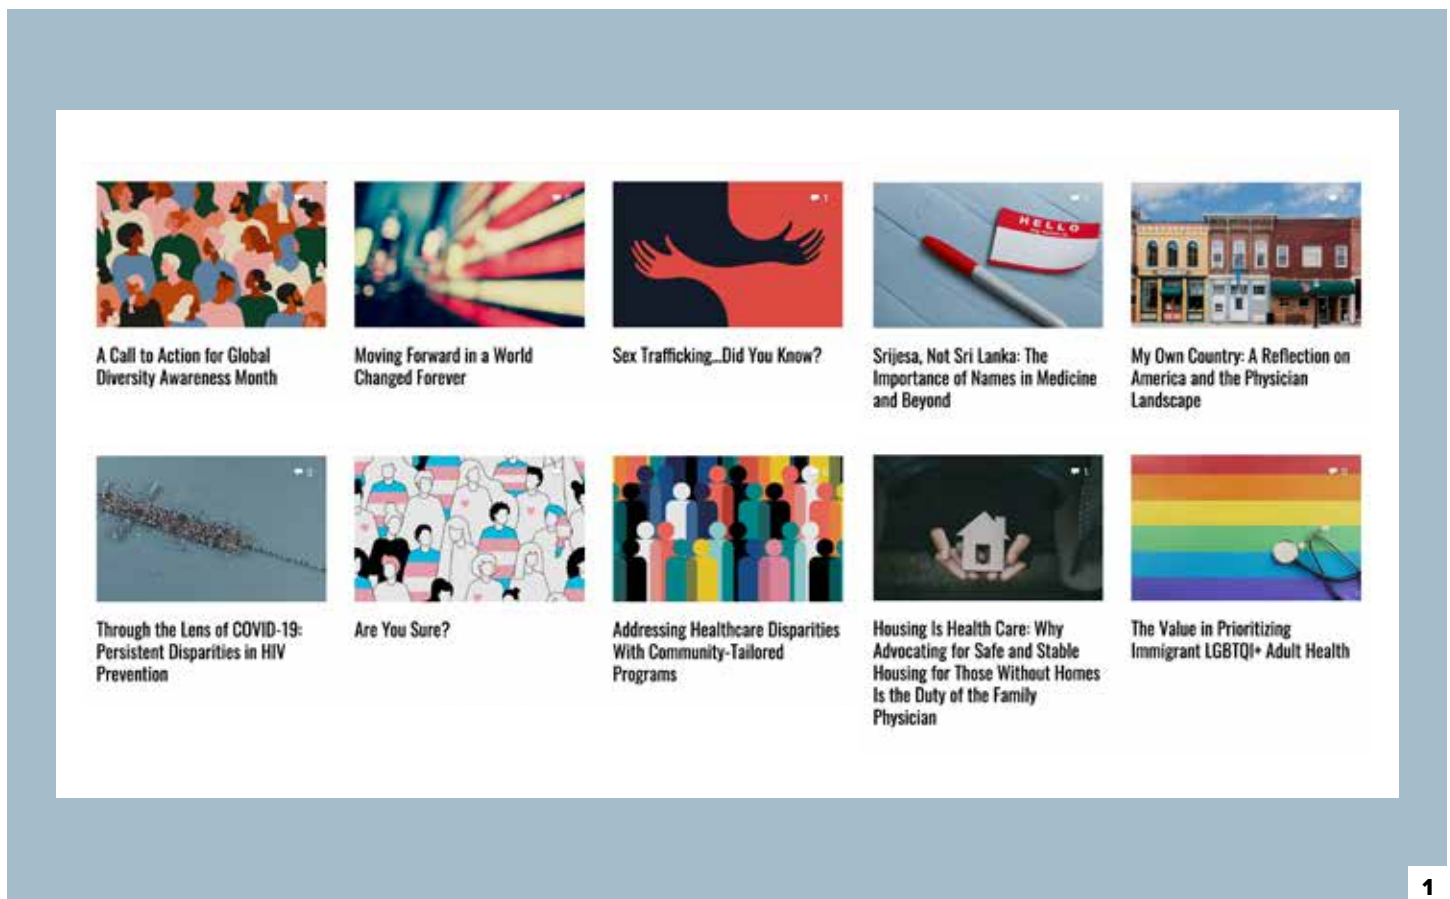 1
HELLO
A Call to Action for Global
Diversity Awareness Month
Moving Forward in a World
Changed Forever
Sex Trafficking...Did You Know?
Srijesa, Not Sri Lanka: The
Importance of Names in Medicine
and Beyond
My Own Country: A Reflection on
America and the Physician
Landscape
1
Through the Lens of COVID-19:
Persistent Disparities in HIV
Prevention
Are You Sure?
Addressing Healthcare Disparities
With Community-Tailored
Programs
Housing Is Health Care: Why
Advocating for Safe and Stable
Housing for Those Without Homes
Is the Duty of the Family
Physician
The Value in Prioritizing
Immigrant LGBTQI+ Adult Health
1